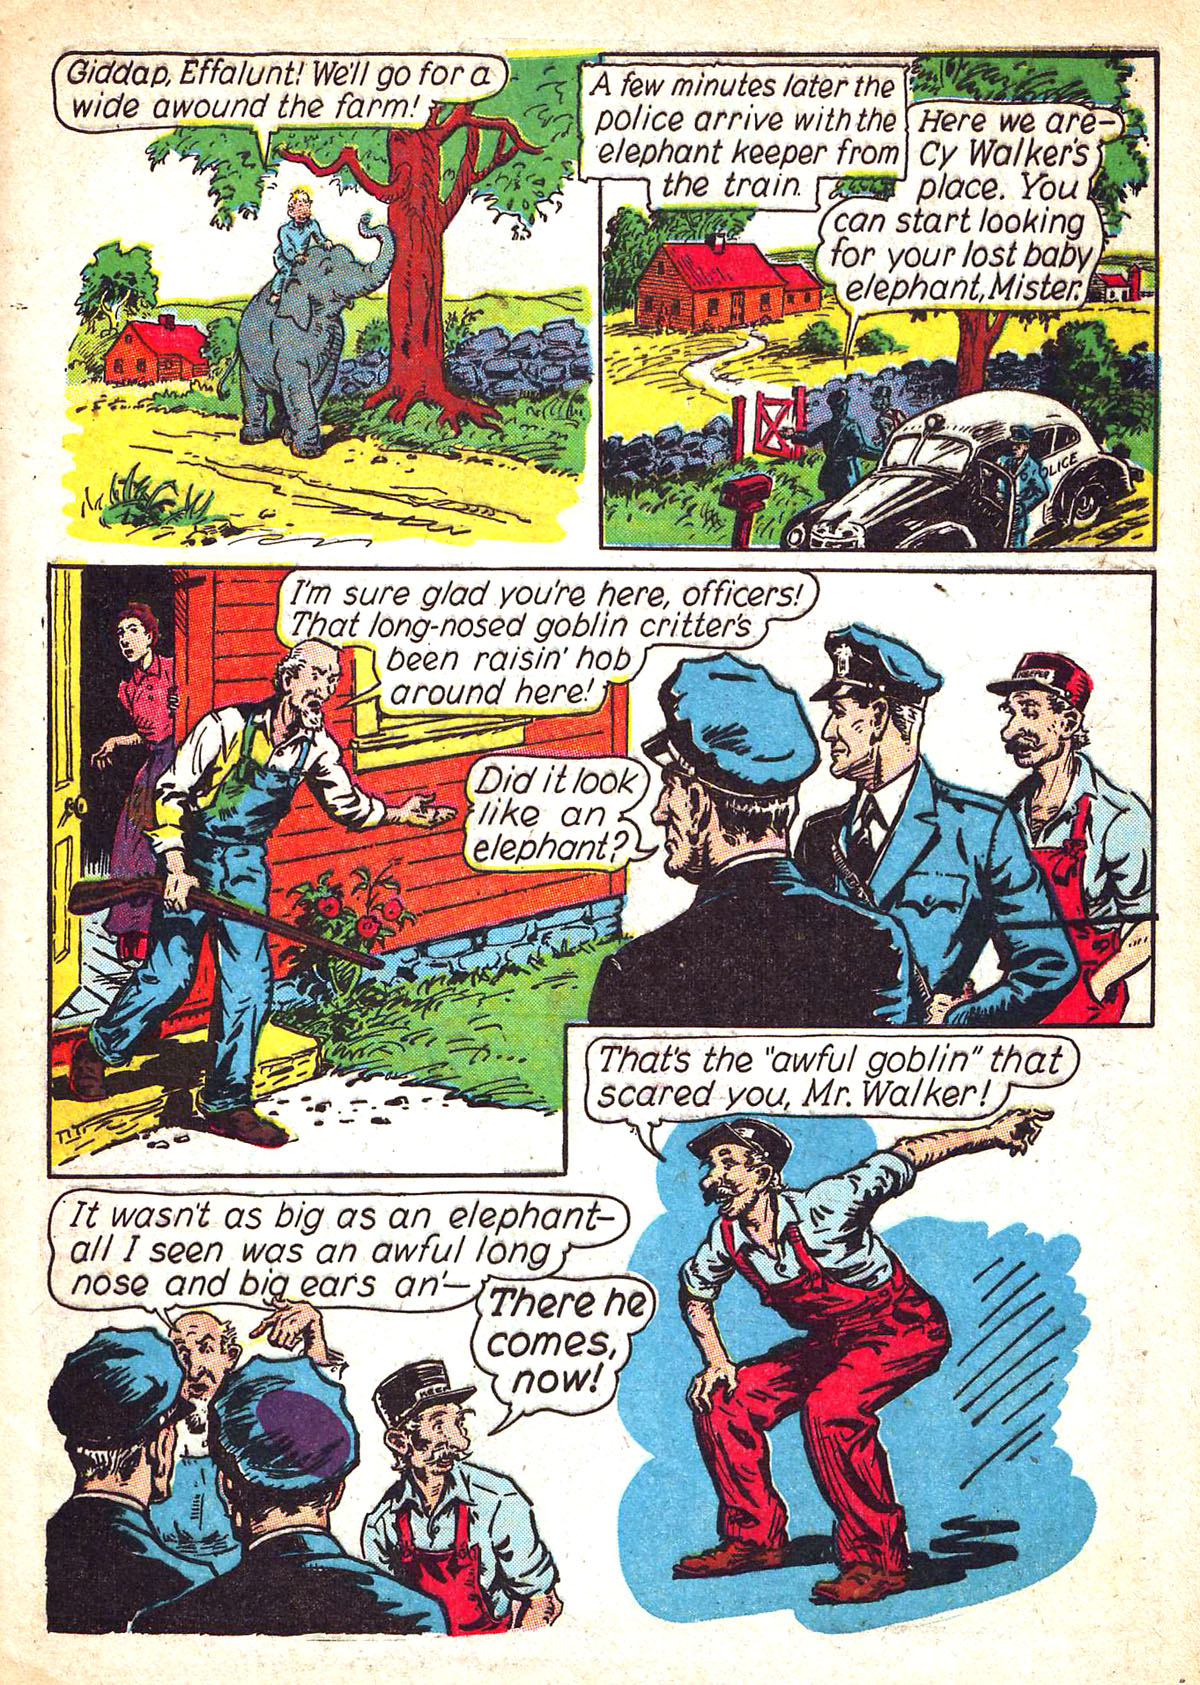 Giddap, Effalunt! We'll go for a
wide awound the farm!
A few minutes later the
police arrive with the
elephant keeper from
the train.
Here we are-
Cy Walker's
place. You
can start looking
for your lost baby
elephant, Mister.
POLICE
I'm sure glad you're here, officers!
That long-nosed goblin critter's
been raisin' hob
around here!
Did it look
like an
elephant?
KEEPER
It wasn't as big as an elephant-
all I seen was an awful long
nose and big ears an'-
There he
comes,
now!
KEEP
That's the "awful goblin" that
scared you, Mr. Walker!